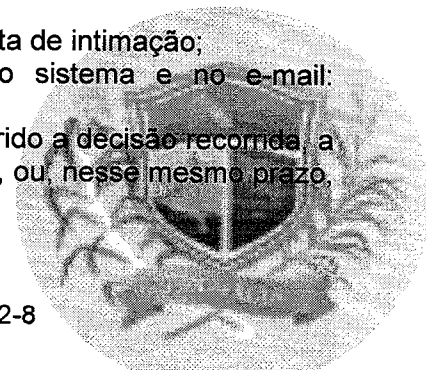 ta de intimação;
o sistema e no e-mail:
rido a decisão recorrida, a
, ou, nesse mesmo prazo,
2-8